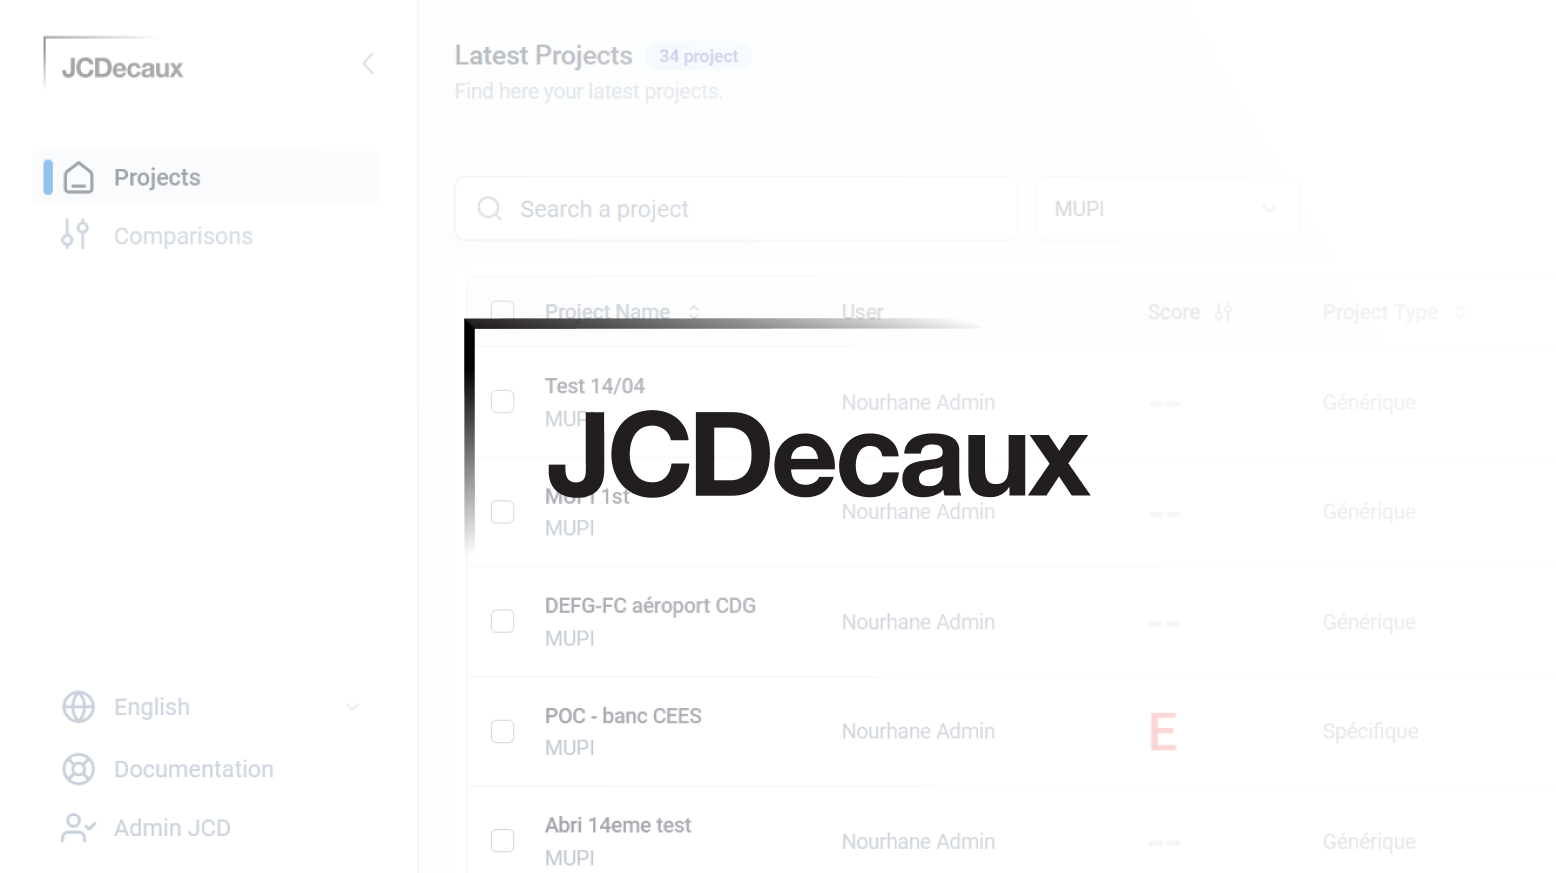 JCDecaux
Projects
Comparisons
English
Documentation
Admin JCD
Latest Projects 34 project
Find here your latest projects.
Search a project MUPI
Project Name User Score Project Type
Test 14/04
MUPI Nourhane Admin -- Générique
JCDecaux
MUPI 1st
MUPI Nourhane Admin -- Générique
DEFG-FC aéroport CDG
MUPI Nourhane Admin -- Générique
POC - banc CEES
MUPI Nourhane Admin E Spécifique
Abri 14eme test
MUPI Nourhane Admin -- Générique